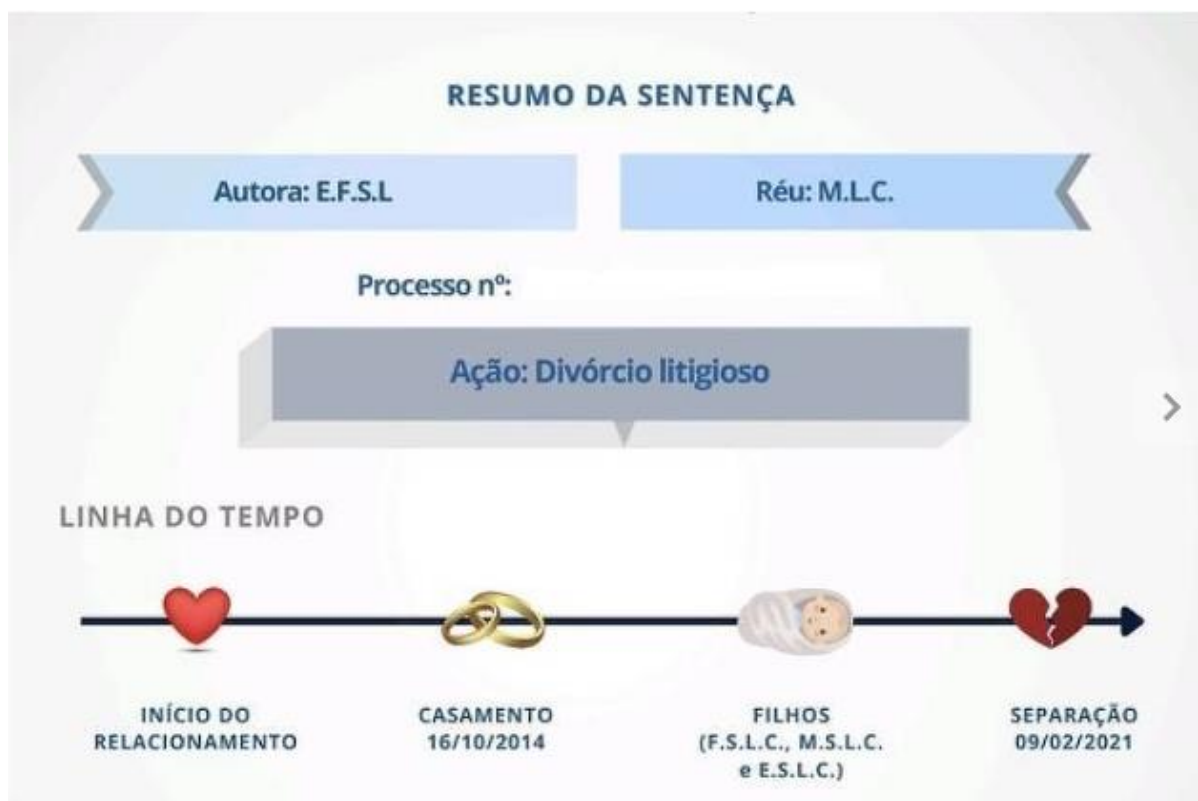 RESUMO DA SENTENÇA
Autora: E.F.S.L
Réu: M.L.C.
Processo nº:
Ação: Divórcio litigioso
LINHA DO TEMPO
INÍCIO DO
RELACIONAMENTO
CASAMENTO
16/10/2014
FILHOS
(F.S.L.C., M.S.L.C.
e E.S.L.C.)
SEPARAÇÃO
09/02/2021